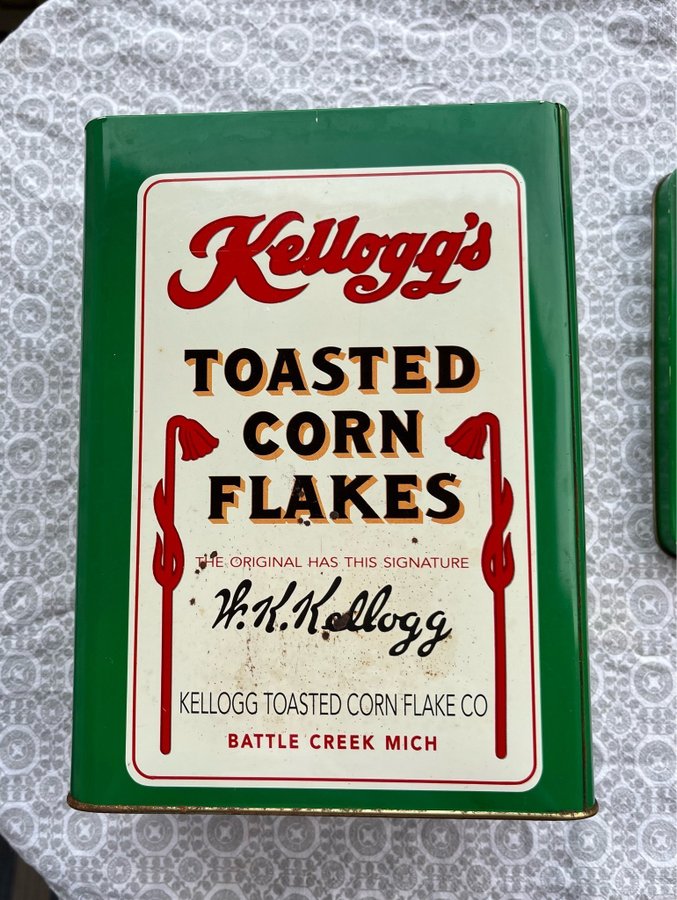 Kellogg's
TOASTED
CORN
FLAKES
THE ORIGINAL HAS THIS SIGNATURE
W.K.Kellogg
KELLOGG TOASTED CORN FLAKE CO
BATTLE CREEK MICH